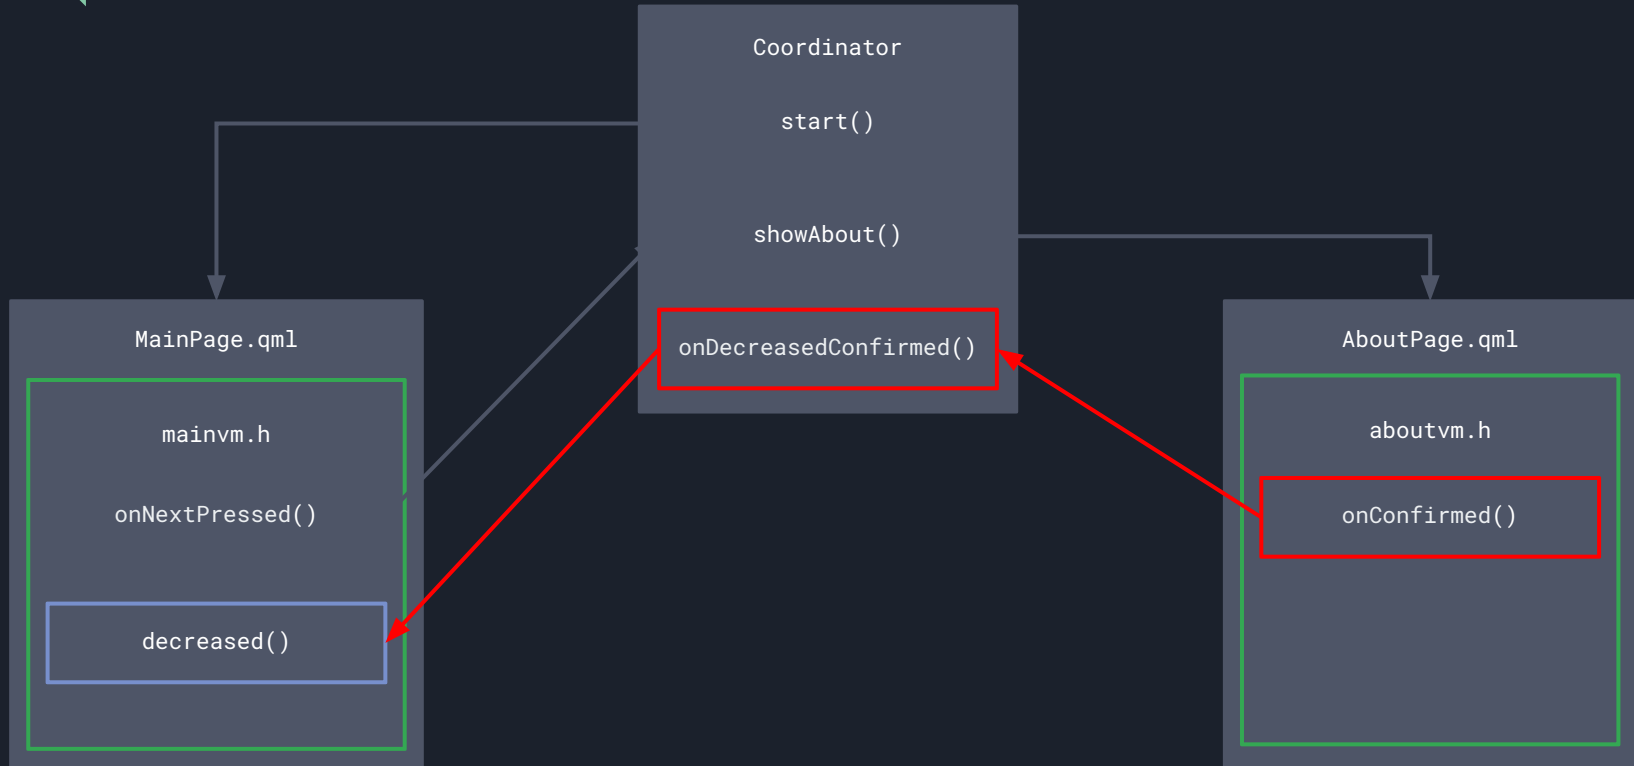 Coordinator
start()
showAbout()
onDecreasedConfirmed()
MainPage.qml
mainvm.h
onNextPressed()
decreased()
AboutPage.qml
aboutvm.h
onConfirmed()